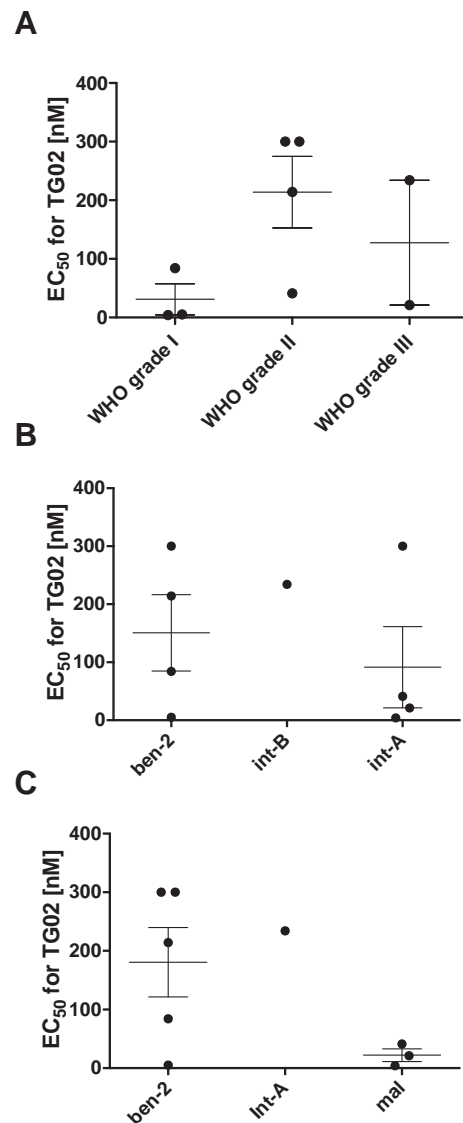 A
EC50 for TG02 [nM]
400
300
200
100
0
WHO grade I
WHO grade II
WHO grade III
B
EC50 for TG02 [nM]
400
300
200
100
0
ben-2
int-B
int-A
C
EC50 for TG02 [nM]
400
300
200
100
0
ben-2
Int-A
mal